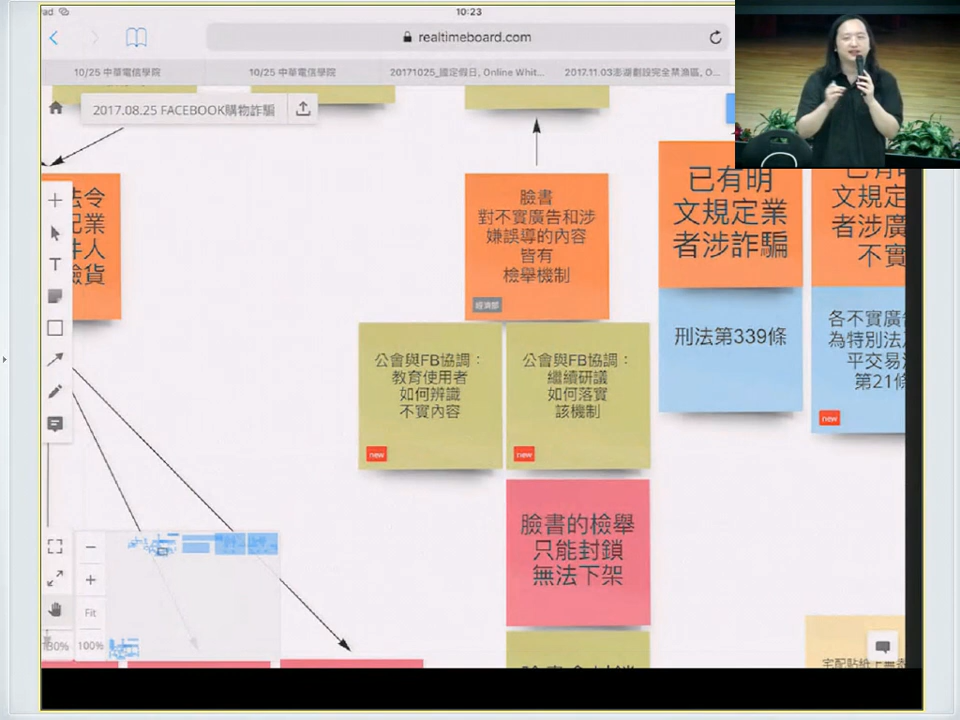 10:23
realtimeboard.com
10/25 中華電信學院
10/25 中華電信學院
20171025_國定假日, Online Whit...
2017.11.03澎湖劃設完全禁漁區, O...
2017.08.25 FACEBOOK購物詐騙
臉書
對不實廣告和涉
嫌誤導的內容
皆有
檢舉機制
經濟部
已有明
文規定業
者涉詐騙
文規定
者涉廣
不實
公會與FB協調：
教育使用者
如何辨識
不實內容
new
公會與FB協調：
繼續研議
如何落實
該機制
new
刑法第339條
各不實廣告
為特別法
平交易法
第21條
new
臉書的檢舉
只能封鎖
無法下架
Fit
100%